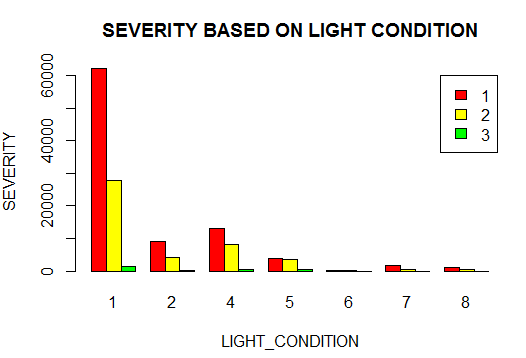 SEVERITY BASED ON LIGHT CONDITION
SEVERITY
60000
40000
20000
0
1
2
3
1 2 4 5 6 7 8
LIGHT_CONDITION